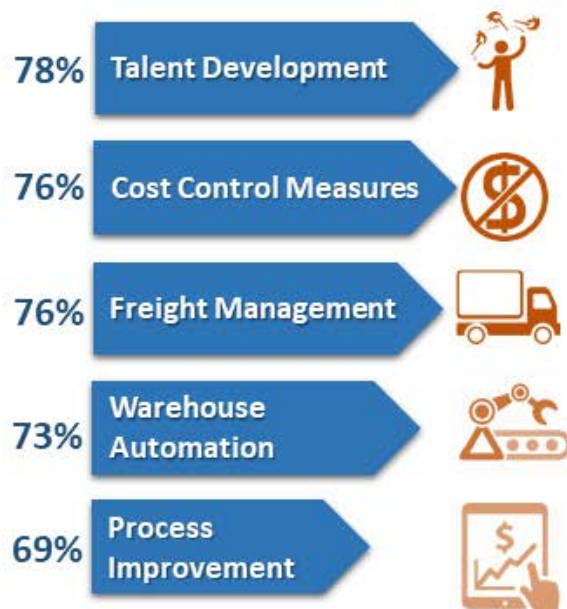 78%
Talent Development
76%
Cost Control Measures
$
76%
Freight Management
73%
Warehouse
Automation
69%
Process
Improvement
$